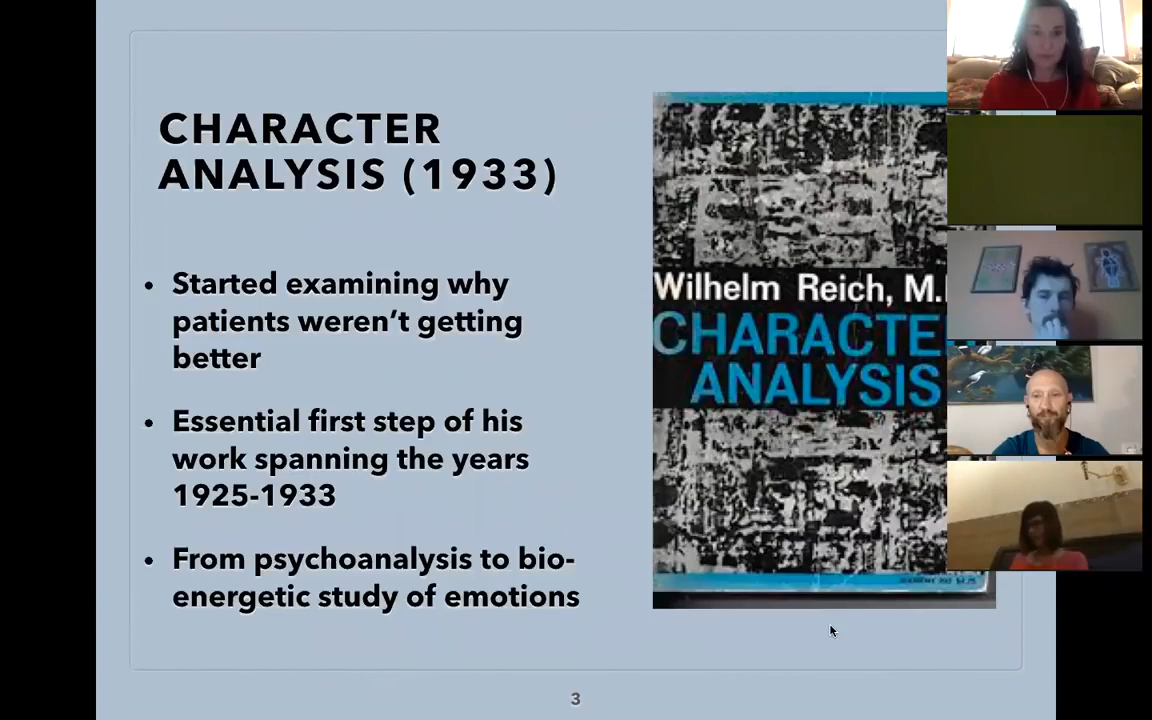 CHARACTER
ANALYSIS (1933)
• Started examining why
patients weren’t getting
better
• Essential first step of his
work spanning the years
1925-1933
• From psychoanalysis to bio-
energetic study of emotions
Wilhelm Reich, M.
CHARACTE
ANALYSIS
3